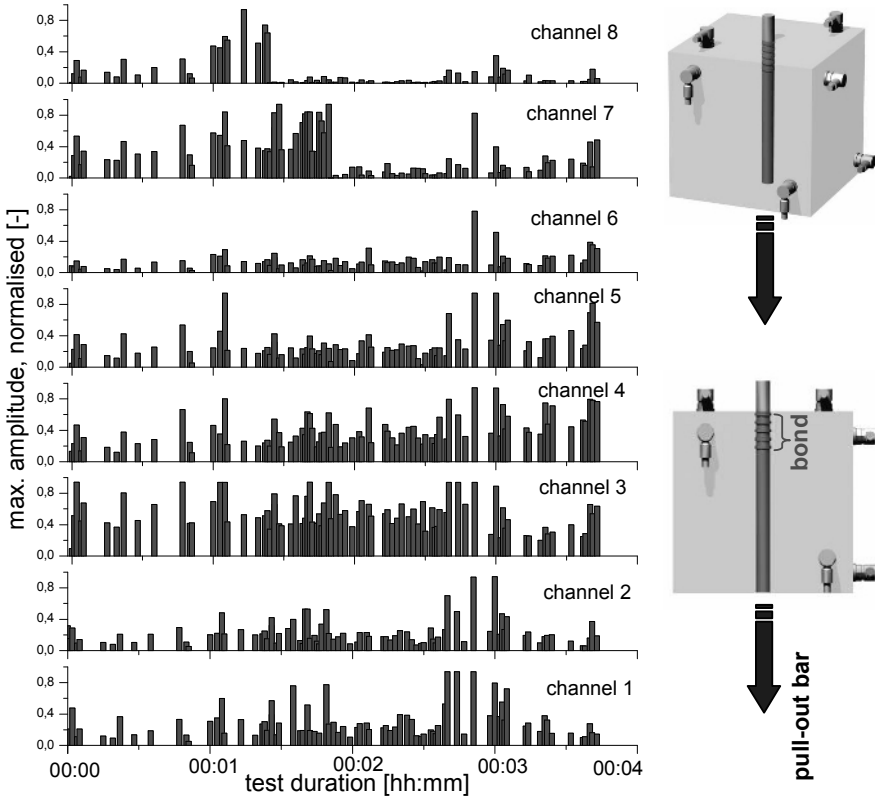 max. amplitude, normalised [-]
0,8
0,4
0,0
channel 8
0,8
0,4
0,0
channel 7
0,8
0,4
0,0
channel 6
0,8
0,4
0,0
channel 5
0,8
0,4
0,0
channel 4
0,8
0,4
0,0
channel 3
0,8
0,4
0,0
channel 2
0,8
0,4
0,0
channel 1
00:00 00:01 00:02 00:03 00:04
test duration [hh:mm]
bond
pull-out bar